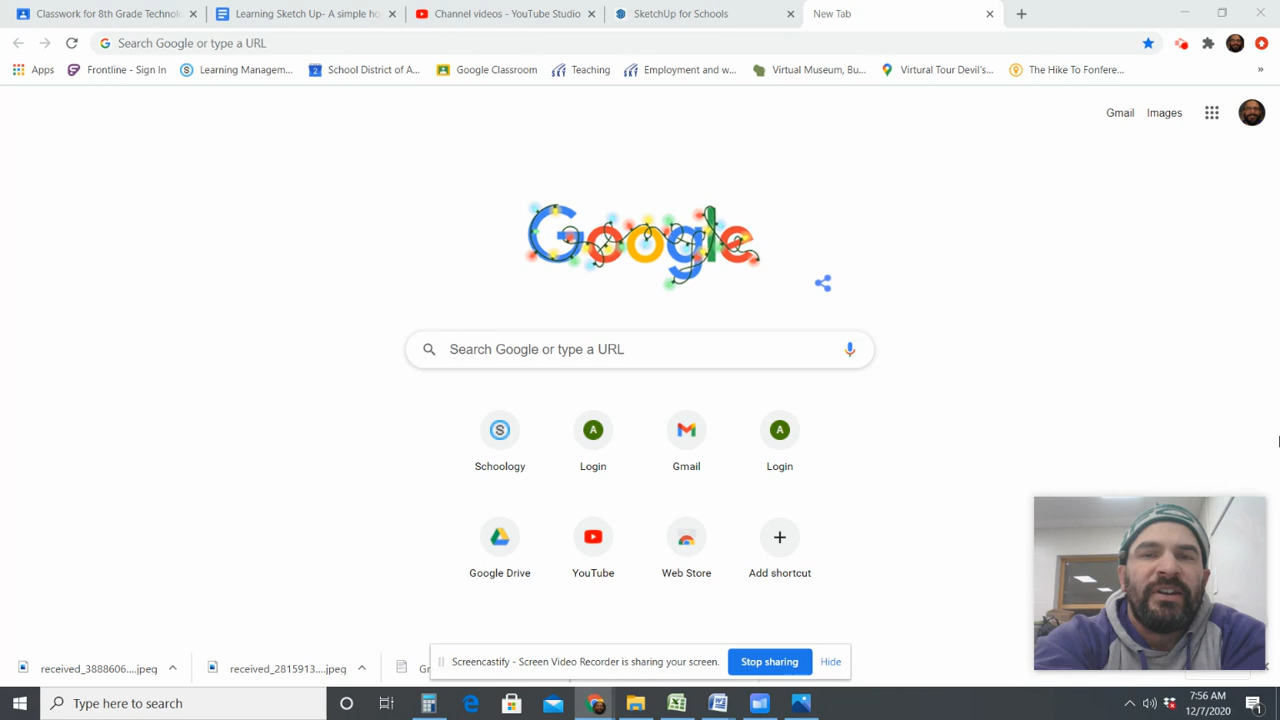 Classwork for 8th Grade Technol
Learning Sketch Up- A simple ho
Channel videos - YouTube Studio
SketchUp for Schools
New Tab
Search Google or type a URL
Apps
Frontline - Sign In
Learning Managem...
School District of A...
Google Classroom
Teaching
Employment and w...
Virtual Museum, Bu...
Virtural Tour Devil's...
The Hike To Fonfere...
»
Gmail
Images
Google
Search Google or type a URL
S
A
A
Schoology
Login
Gmail
Login
Google Drive
YouTube
Web Store
Add shortcut
Screencastify - Screen Video Recorder is sharing your screen.
Stop sharing
Hide
received_3888606....jpeg
received_2815913....jpeg
Type here to search
7:56 AM
12/7/2020
1